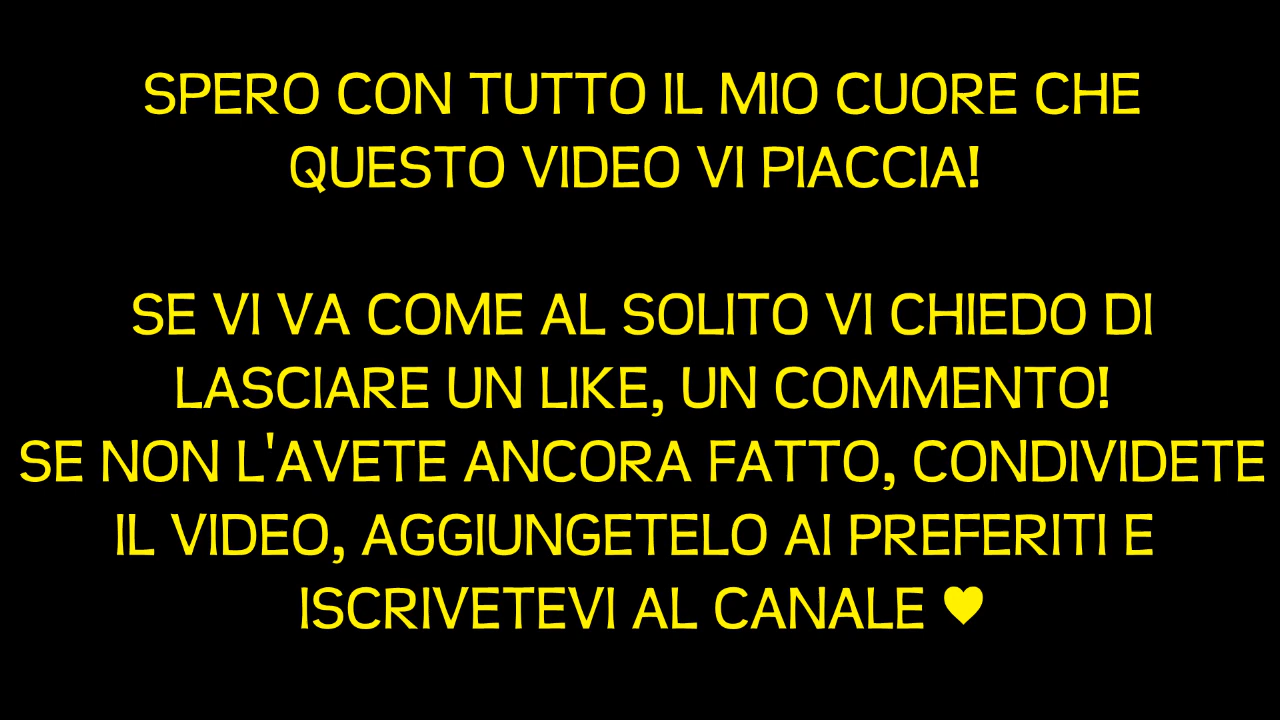 SPERO CON TUTTO IL MIO CUORE CHE
QUESTO VIDEO VI PIACCIA!
SE VI VA COME AL SOLITO VI CHIEDO DI
LASCIARE UN LIKE, UN COMMENTO!
SE NON L'AVETE ANCORA FATTO, CONDIVIDETE
IL VIDEO, AGGIUNGETELO AI PREFERITI E
ISCRIVETEVI AL CANALE ♥